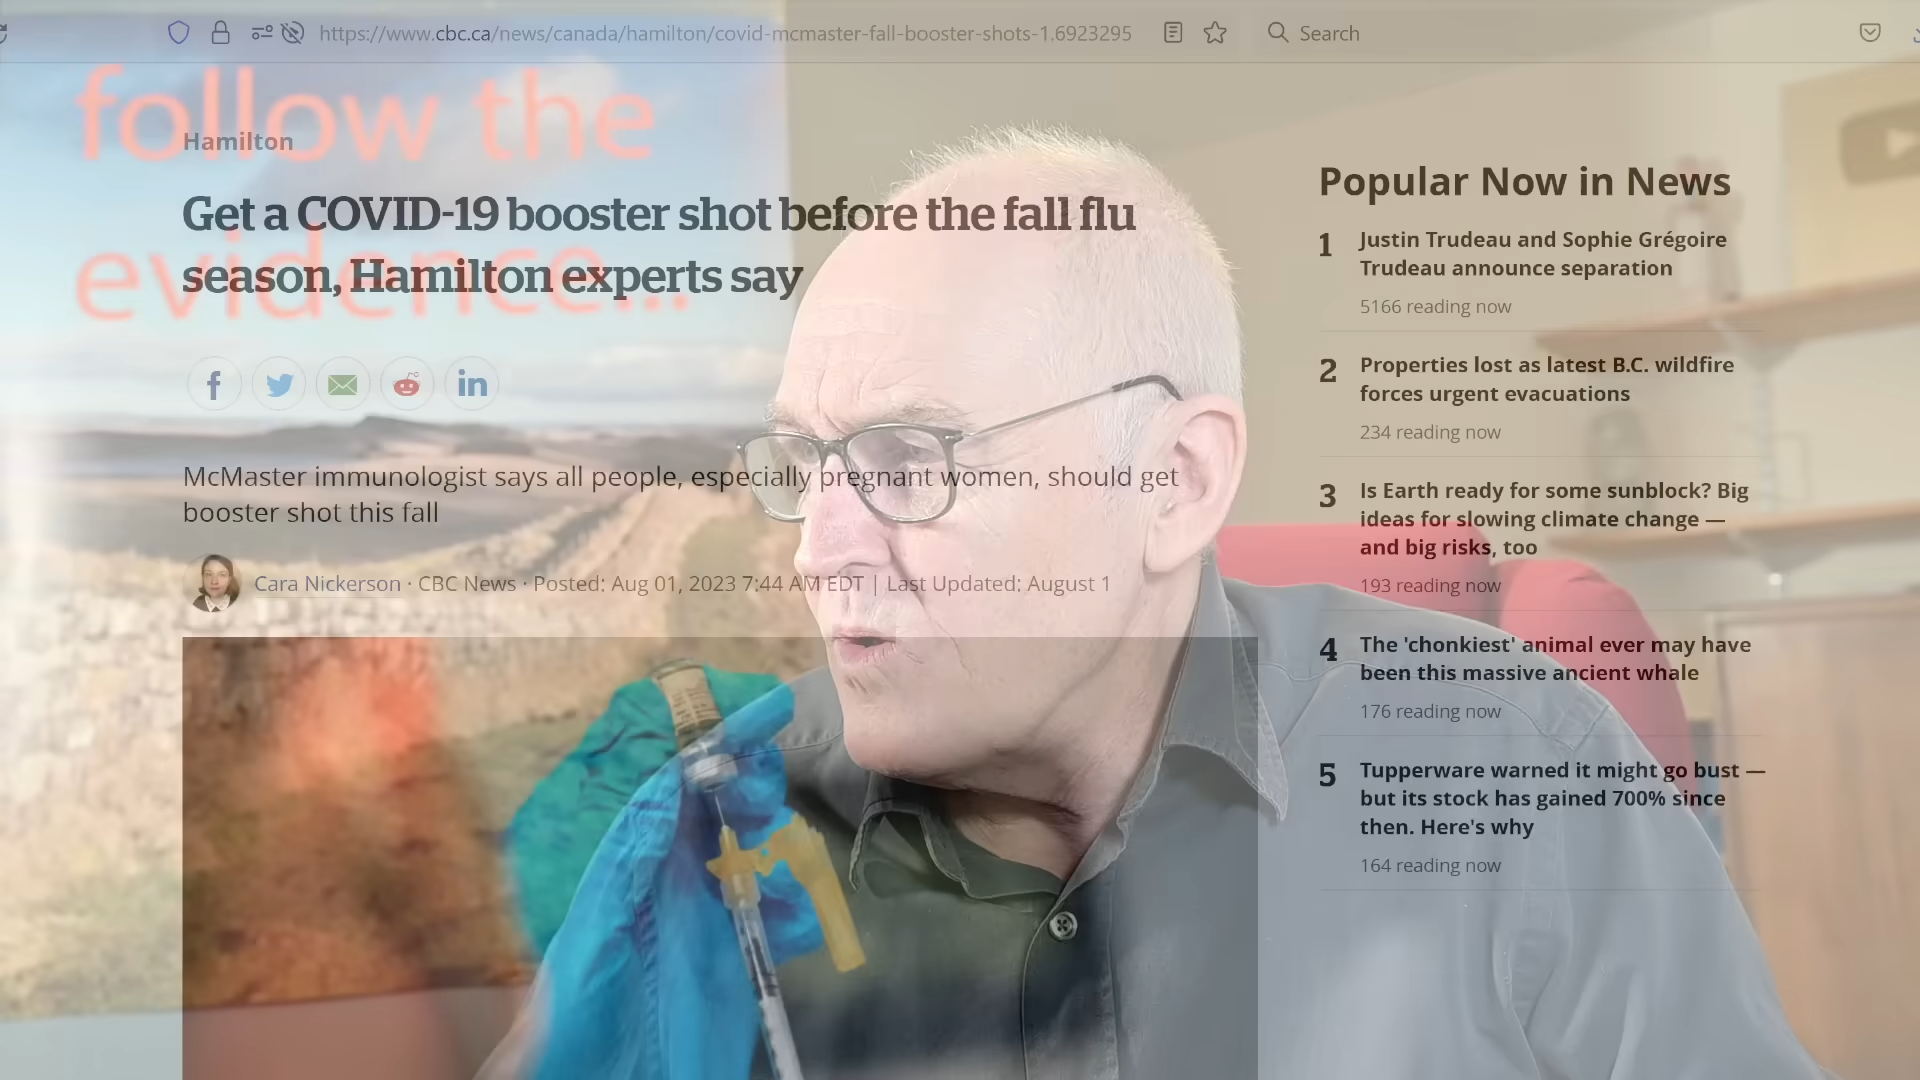 https://www.cbc.ca/news/canada/hamilton/covid-mcmaster-fall-booster-shots-1.6923295
Search
follow the
evidence...
Hamilton
Get a COVID-19 booster shot before the fall flu
season, Hamilton experts say
McMaster immunologist says all people, especially pregnant women, should get
booster shot this fall
Cara Nickerson · CBC News · Posted: Aug 01, 2023 7:44 AM EDT | Last Updated: August 1
Popular Now in News
1 Justin Trudeau and Sophie Grégoire
Trudeau announce separation
5166 reading now
2 Properties lost as latest B.C. wildfire
forces urgent evacuations
234 reading now
3 Is Earth ready for some sunblock? Big
ideas for slowing climate change —
and big risks, too
193 reading now
4 The 'chonkiest' animal ever may have
been this massive ancient whale
176 reading now
5 Tupperware warned it might go bust —
but its stock has gained 700% since
then. Here's why
164 reading now